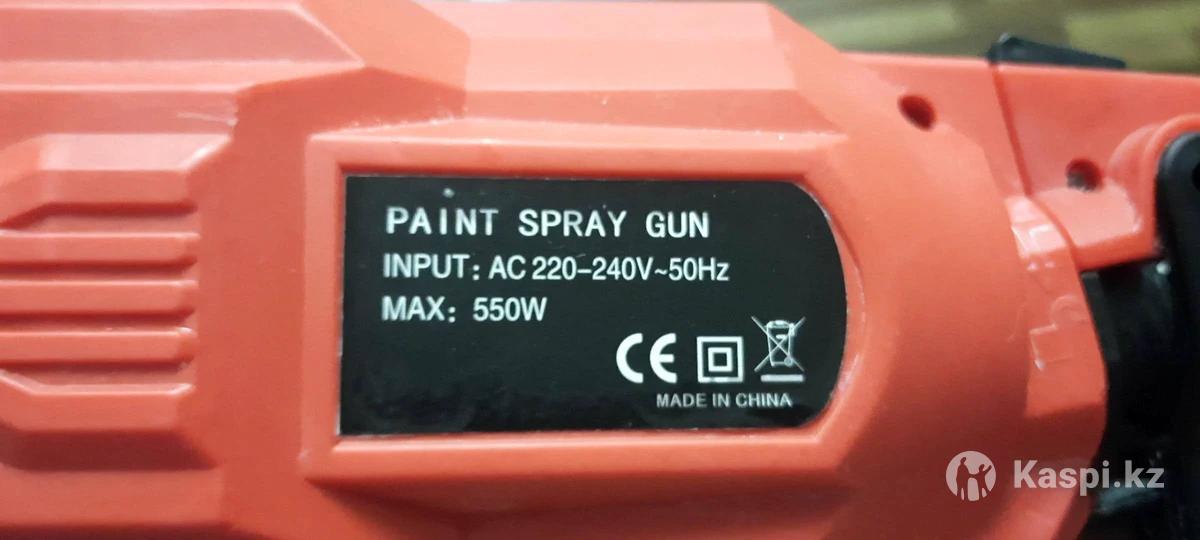 PAINT SPRAY GUN
INPUT: AC 220-240V~50Hz
MAX: 550W
CE
MADE IN CHINA
Kaspi.kz